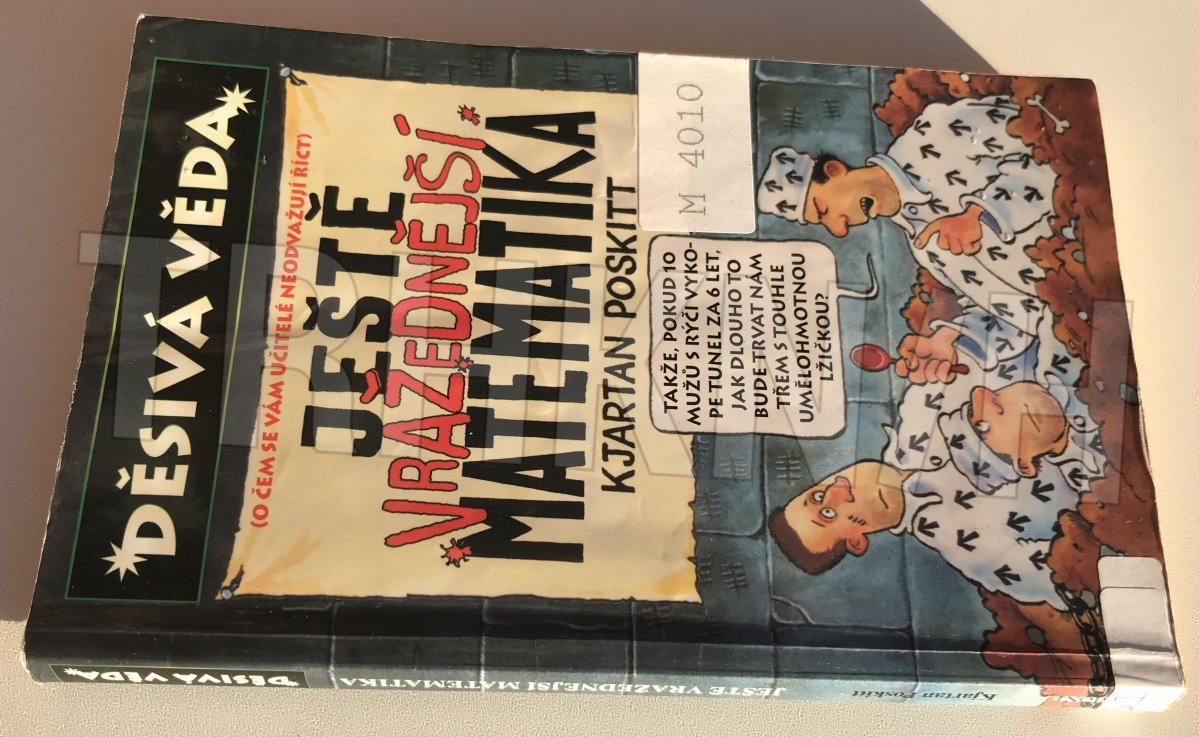 DĚSIVÁ VĚDA
(O ČEM SE VÁM UČITELÉ NEODVAŽUJÍ ŘÍCT)
JEŠTĚ
VRAŽEDNĚJŠÍ
MATEMATIKA
KJARTAN POSKITT
M 4010
TAKŽE, POKUD 10
MUŽŮ S RÝČI VYKO-
PE TUNEL ZA 6 LET,
JAK DLOUHO TO
BUDE TRVAT NÁM
TŘEM S TOUHLE
UMĚLOHMOTNOU
LŽIČKOU?
DĚSIVÁ VĚDA
JEŠTĚ VRAŽEDNĚJŠÍ MATEMATIKA
Kjartan Poskitt